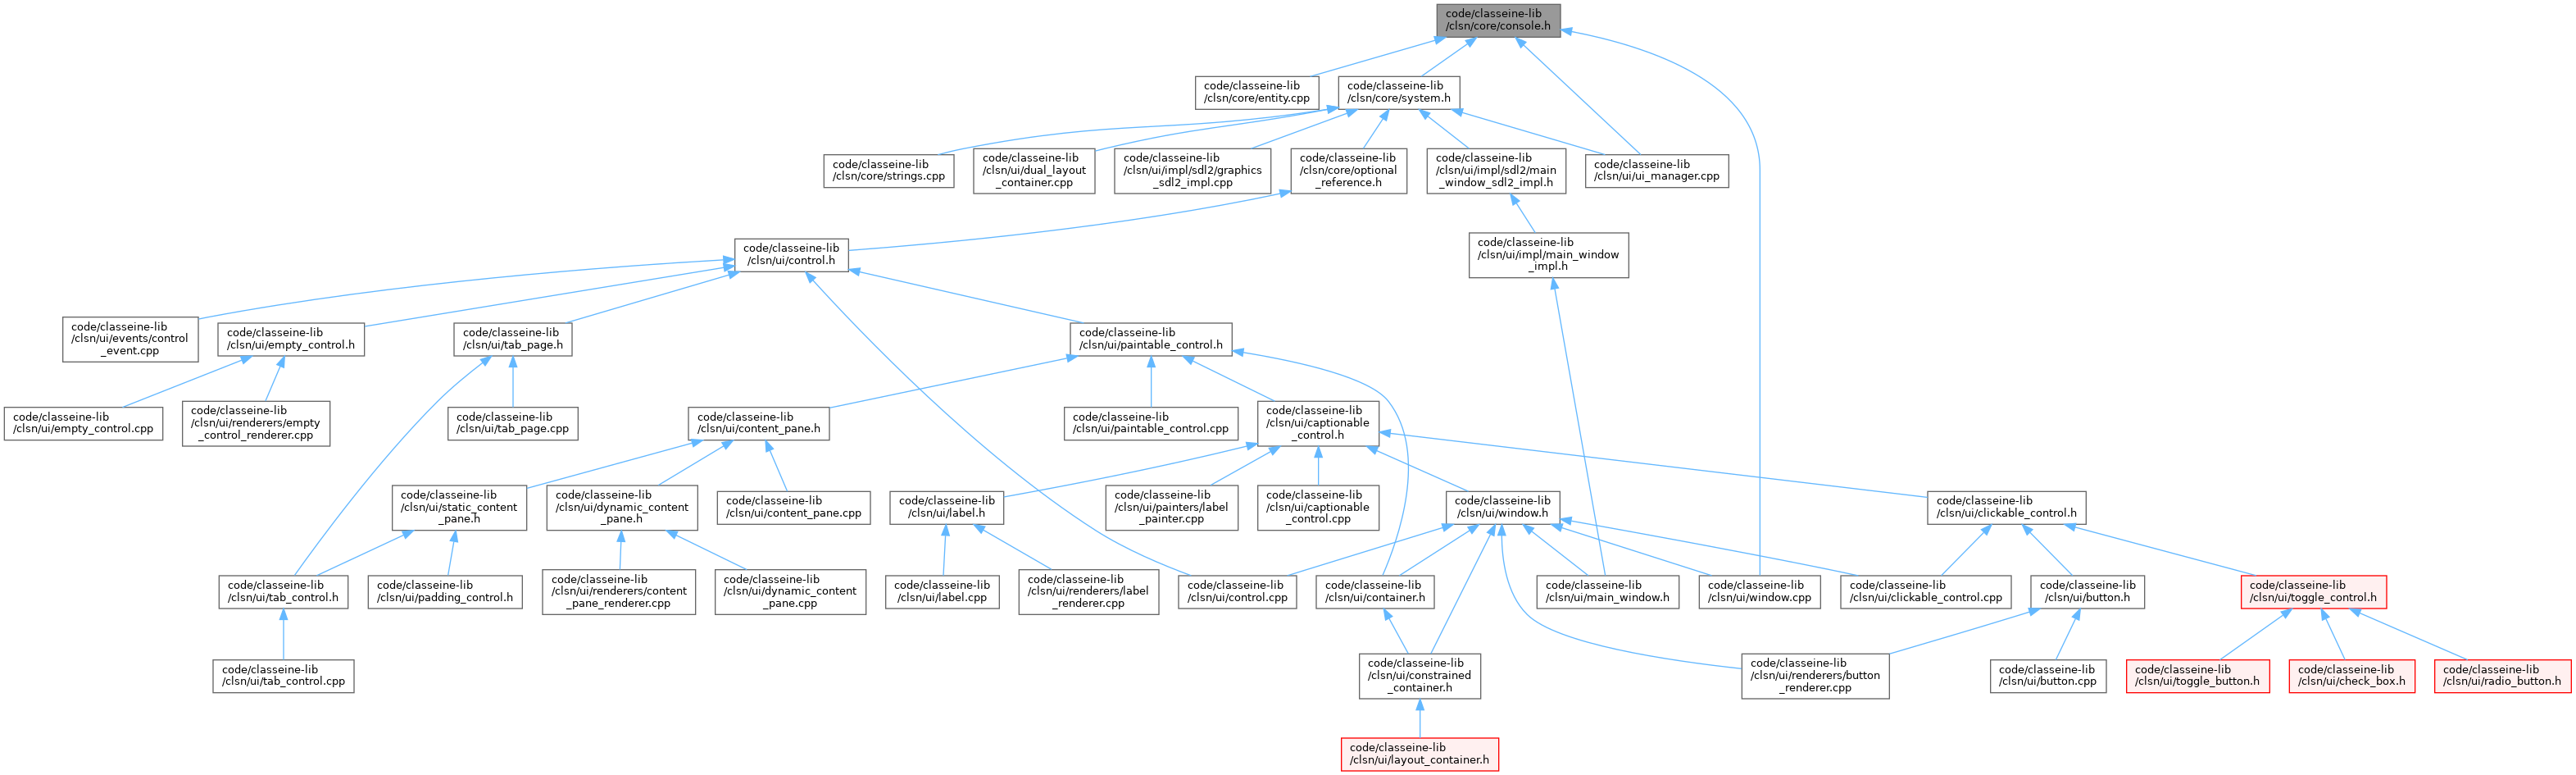 code/classeine-lib
/clsn/core/console.h
code/classeine-lib
/clsn/core/entity.cpp
code/classeine-lib
/clsn/core/system.h
code/classeine-lib
/clsn/core/strings.cpp
code/classeine-lib
/clsn/ui/dual_layout
_container.cpp
code/classeine-lib
/clsn/ui/impl/sdl2/graphics
_sdl2_impl.cpp
code/classeine-lib
/clsn/core/optional
_reference.h
code/classeine-lib
/clsn/ui/impl/sdl2/main
_window_sdl2_impl.h
code/classeine-lib
/clsn/ui/ui_manager.cpp
code/classeine-lib
/clsn/ui/control.h
code/classeine-lib
/clsn/ui/impl/main_window
_impl.h
code/classeine-lib
/clsn/ui/events/control
_event.cpp
code/classeine-lib
/clsn/ui/empty_control.h
code/classeine-lib
/clsn/ui/tab_page.h
code/classeine-lib
/clsn/ui/paintable_control.h
code/classeine-lib
/clsn/ui/empty_control.cpp
code/classeine-lib
/clsn/ui/renderers/empty
_control_renderer.cpp
code/classeine-lib
/clsn/ui/tab_page.cpp
code/classeine-lib
/clsn/ui/content_pane.h
code/classeine-lib
/clsn/ui/paintable_control.cpp
code/classeine-lib
/clsn/ui/captionable
_control.h
code/classeine-lib
/clsn/ui/static_content
_pane.h
code/classeine-lib
/clsn/ui/dynamic_content
_pane.h
code/classeine-lib
/clsn/ui/content_pane.cpp
code/classeine-lib
/clsn/ui/label.h
code/classeine-lib
/clsn/ui/painters/label
_painter.cpp
code/classeine-lib
/clsn/ui/captionable
_control.cpp
code/classeine-lib
/clsn/ui/window.h
code/classeine-lib
/clsn/ui/clickable_control.h
code/classeine-lib
/clsn/ui/tab_control.h
code/classeine-lib
/clsn/ui/padding_control.h
code/classeine-lib
/clsn/ui/renderers/content
_pane_renderer.cpp
code/classeine-lib
/clsn/ui/dynamic_content
_pane.cpp
code/classeine-lib
/clsn/ui/label.cpp
code/classeine-lib
/clsn/ui/renderers/label
_renderer.cpp
code/classeine-lib
/clsn/ui/control.cpp
code/classeine-lib
/clsn/ui/container.h
code/classeine-lib
/clsn/ui/main_window.h
code/classeine-lib
/clsn/ui/window.cpp
code/classeine-lib
/clsn/ui/clickable_control.cpp
code/classeine-lib
/clsn/ui/button.h
code/classeine-lib
/clsn/ui/toggle_control.h
code/classeine-lib
/clsn/ui/tab_control.cpp
code/classeine-lib
/clsn/ui/constrained
_container.h
code/classeine-lib
/clsn/ui/renderers/button
_renderer.cpp
code/classeine-lib
/clsn/ui/button.cpp
code/classeine-lib
/clsn/ui/toggle_button.h
code/classeine-lib
/clsn/ui/check_box.h
code/classeine-lib
/clsn/ui/radio_button.h
code/classeine-lib
/clsn/ui/layout_container.h